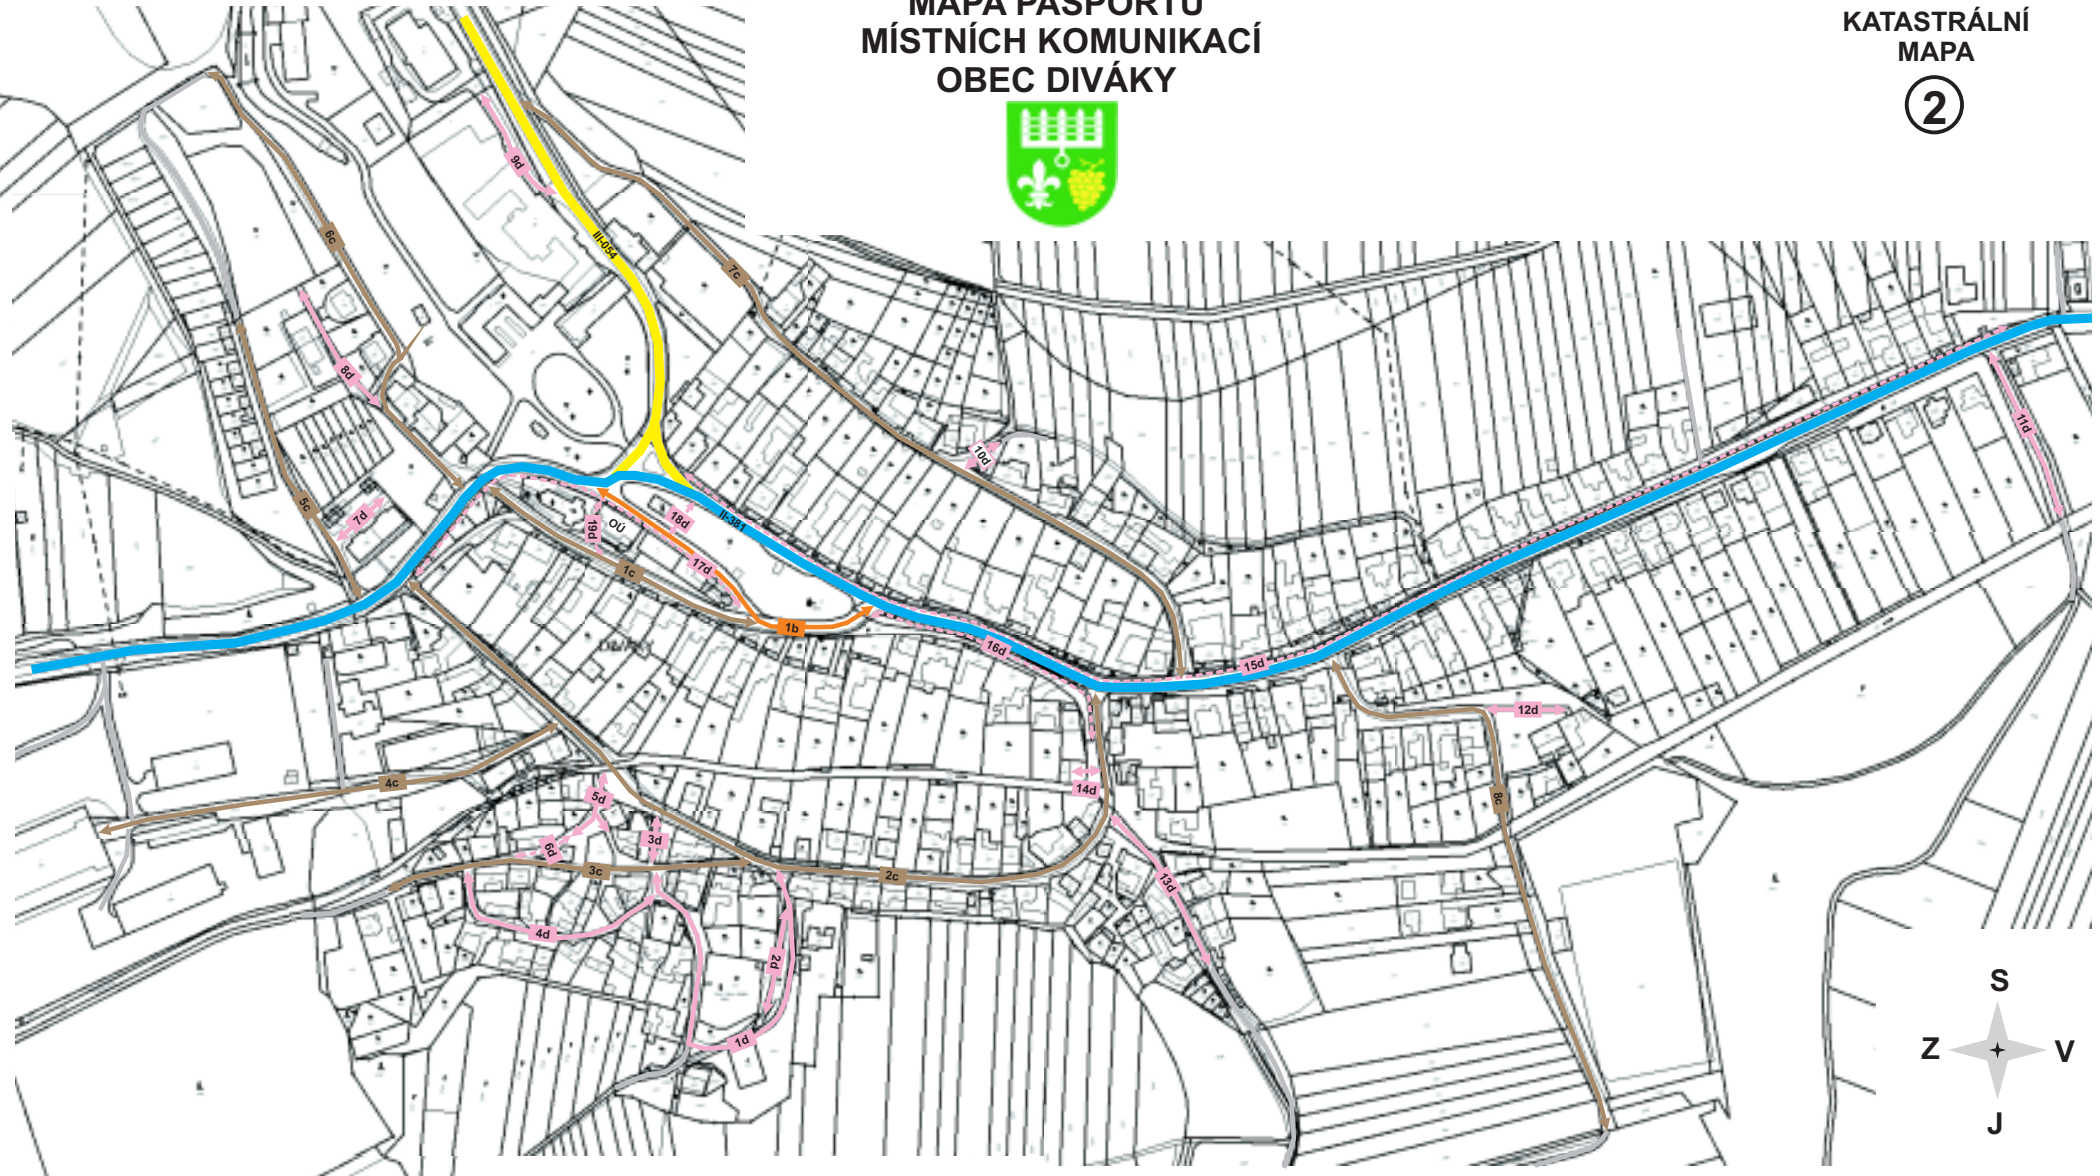 MAPA PASPORTU
MÍSTNÍCH KOMUNIKACÍ
OBEC DIVÁKY
KATASTRÁLNÍ
MAPA
2
9d
III-054
6c
7c
8d
5c
7d
10d
11d
19d
OÚ
18d
II-381
17d
1c
1b
16d
15d
12d
4c
14d
8c
5d
6d
3d
3c
2c
13d
4d
2d
1d
S
Z
V
J